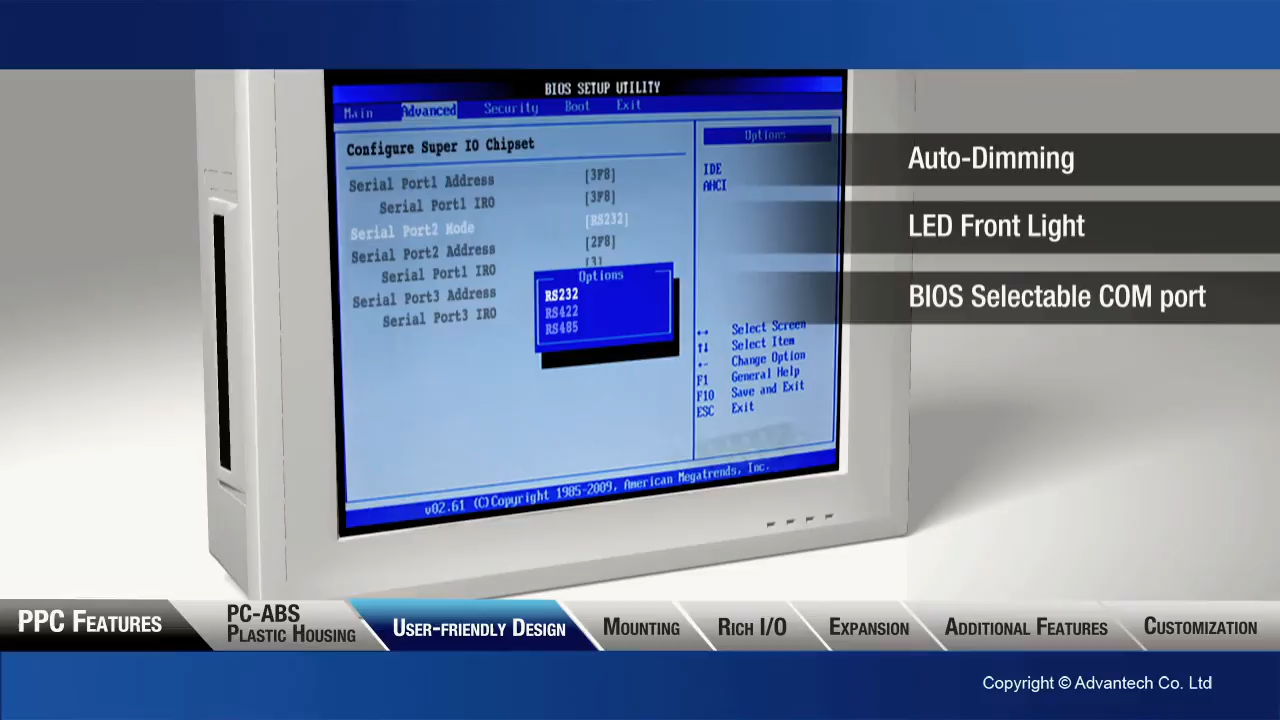 BIOS SETUP UTILITY
Main Advanced Security Boot Exit
Configure Super IO Chipset
Serial Port1 Address [3F8]
Serial Port1 IRO [3F8]
Serial Port2 Mode [RS232]
Serial Port2 Address [2F8]
Serial Port1 IRO [3]
Serial Port3 Address
Serial Port3 IRO
Options
RS232
RS422
RS485
Options
IDE
AHCI
↔ Select Screen
↑↓ Select Item
+- Change Option
F1 General Help
F10 Save and Exit
ESC Exit
v02.61 (C)Copyright 1985-2009, American Megatrends, Inc.
Auto-Dimming
LED Front Light
BIOS Selectable COM port
PPC FEATURES
PC-ABS
PLASTIC HOUSING
USER-FRIENDLY DESIGN
MOUNTING
RICH I/O
EXPANSION
ADDITIONAL FEATURES
CUSTOMIZATION
Copyright © Advantech Co. Ltd